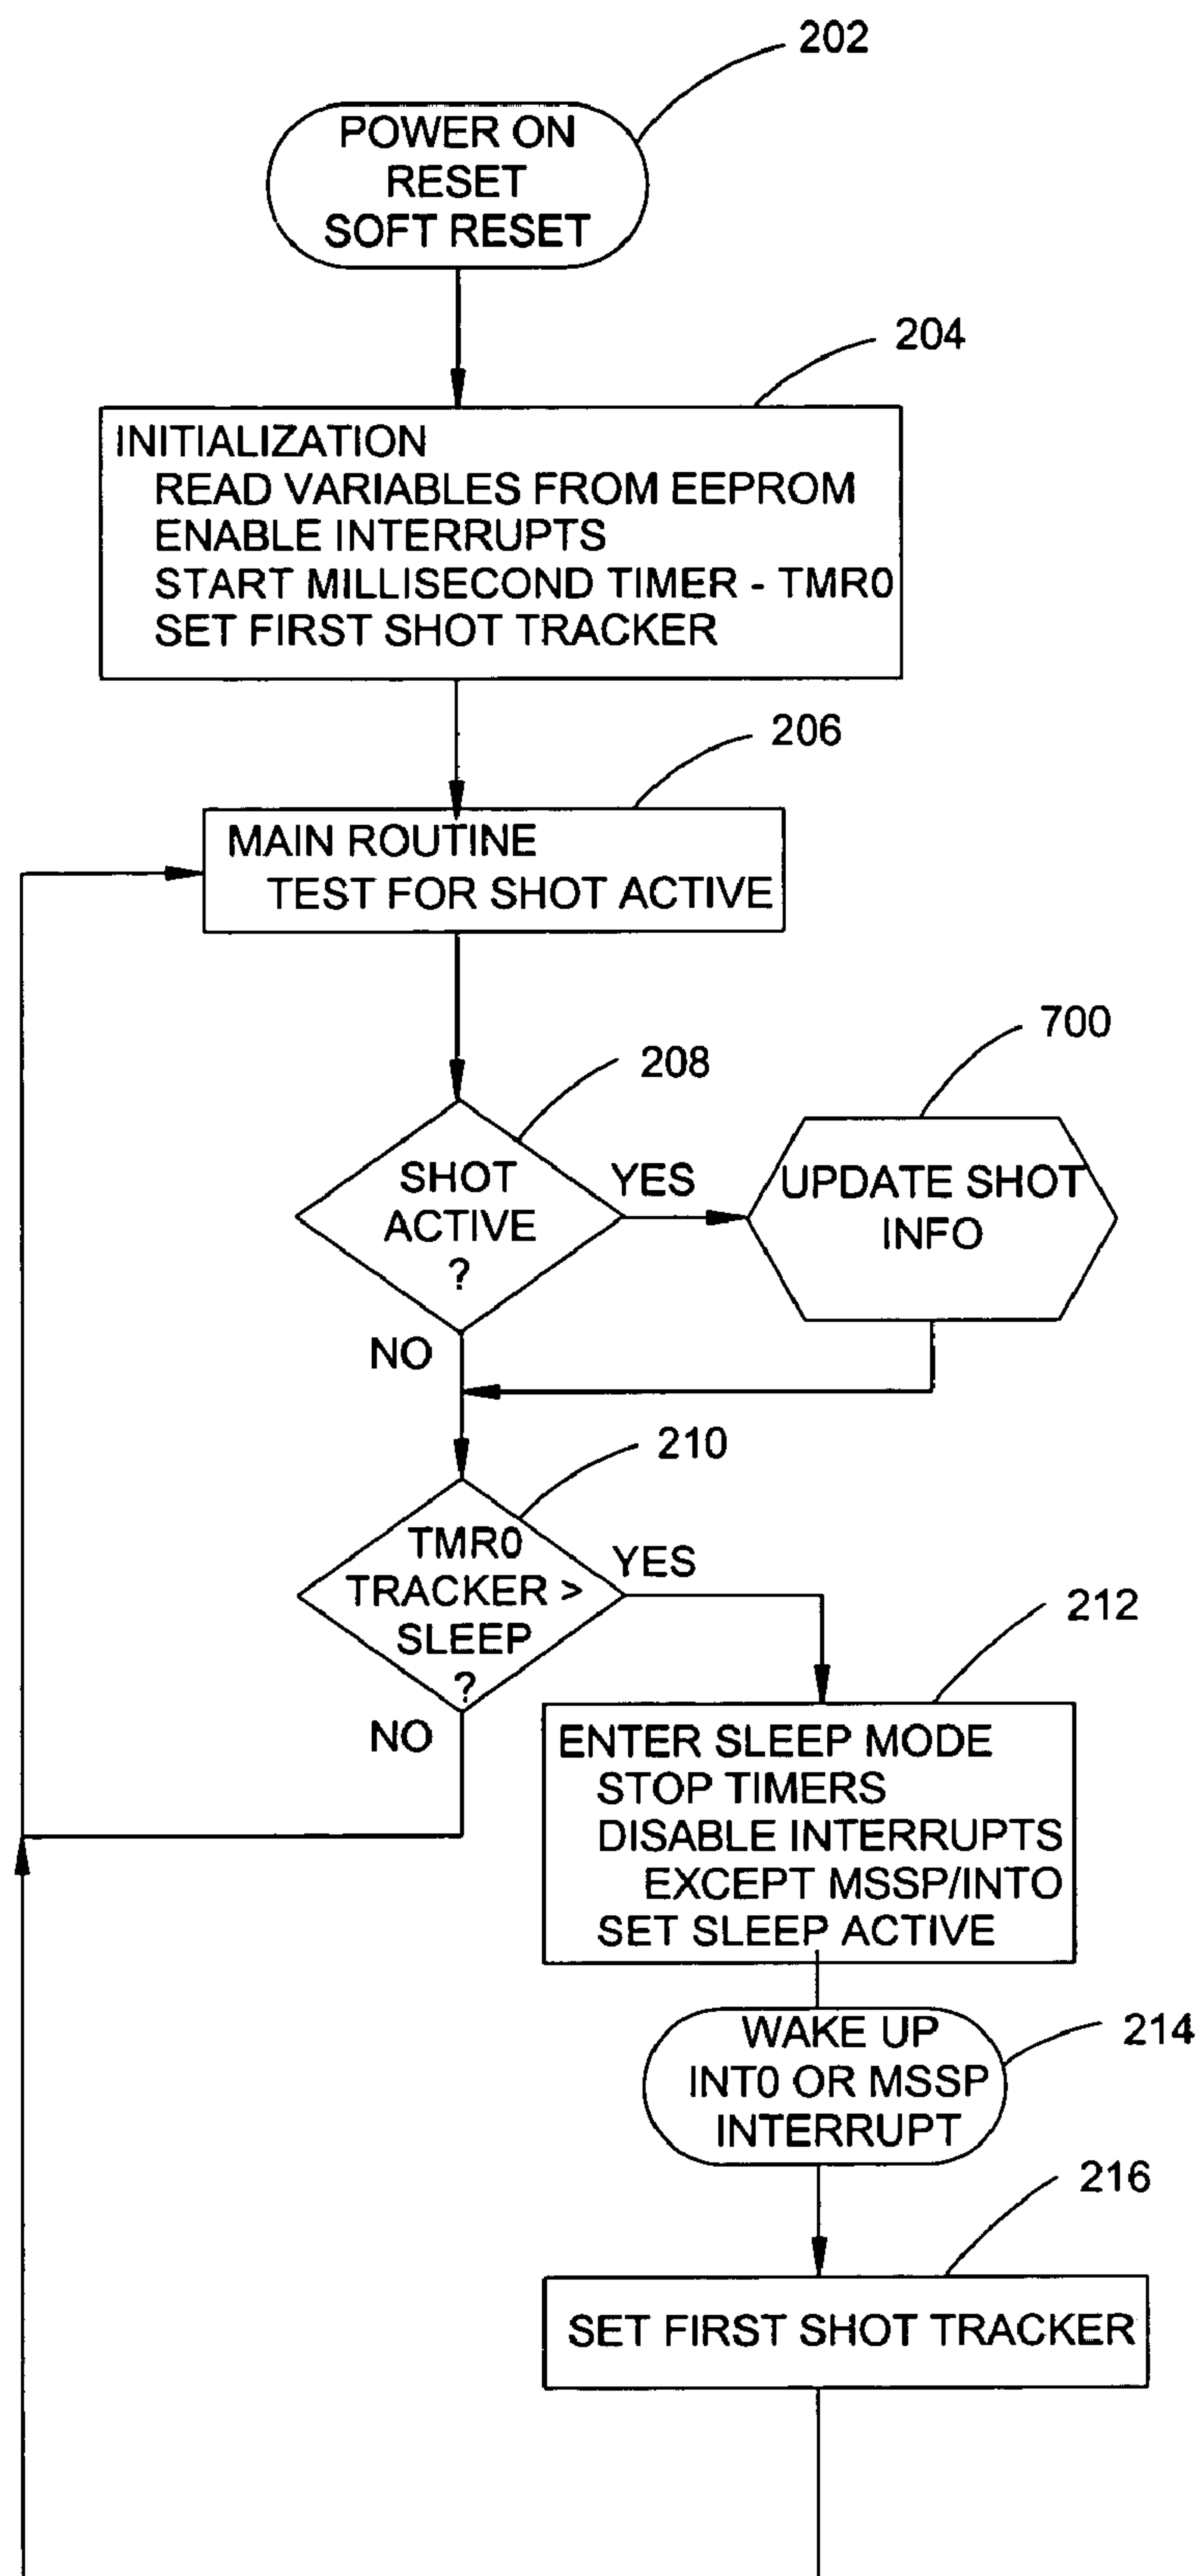 202
POWER ON
RESET
SOFT RESET
204
INITIALIZATION
READ VARIABLES FROM EEPROM
ENABLE INTERRUPTS
START MILLISECOND TIMER - TMR0
SET FIRST SHOT TRACKER
206
MAIN ROUTINE
TEST FOR SHOT ACTIVE
700
208
SHOT
ACTIVE
?
YES
UPDATE SHOT
INFO
NO
210
TMR0
TRACKER >
SLEEP
?
YES
NO
212
ENTER SLEEP MODE
STOP TIMERS
DISABLE INTERRUPTS
EXCEPT MSSP/INTO
SET SLEEP ACTIVE
WAKE UP
INT0 OR MSSP
INTERRUPT
214
216
SET FIRST SHOT TRACKER